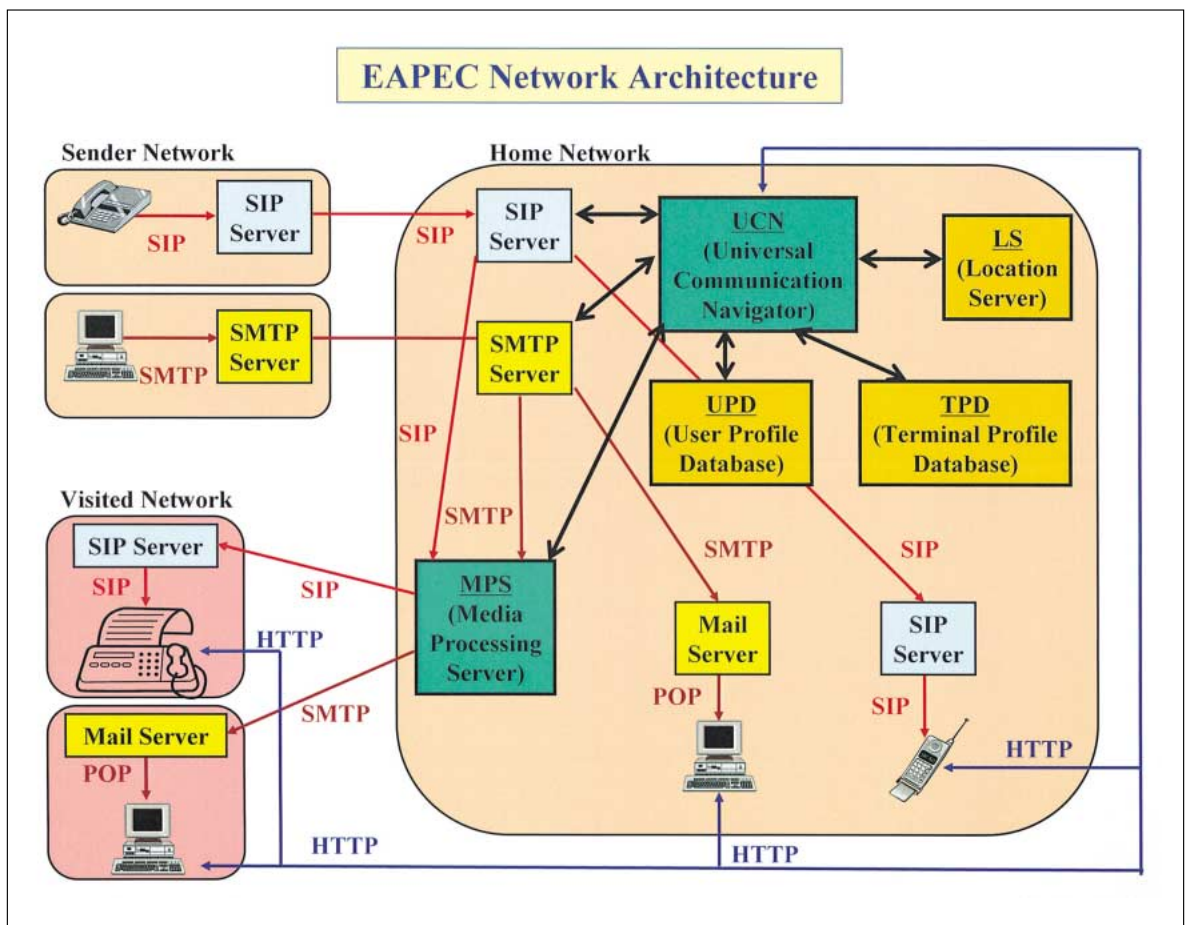 EAPEC Network Architecture
Sender Network
Home Network
SIP
Server
SIP
SIP
Server
SIP
UCN
(Universal
Communication
Navigator)
LS
(Location
Server)
SMTP
Server
SMTP
SMTP
Server
UPD
(User Profile
Database)
TPD
(Terminal Profile
Database)
SIP
Visited Network
SIP Server
SIP
HTTP
SIP
SMTP
MPS
(Media
Processing
Server)
SMTP
SIP
Mail
Server
SIP
Server
POP
SIP
SMTP
Mail Server
POP
HTTP
HTTP
HTTP